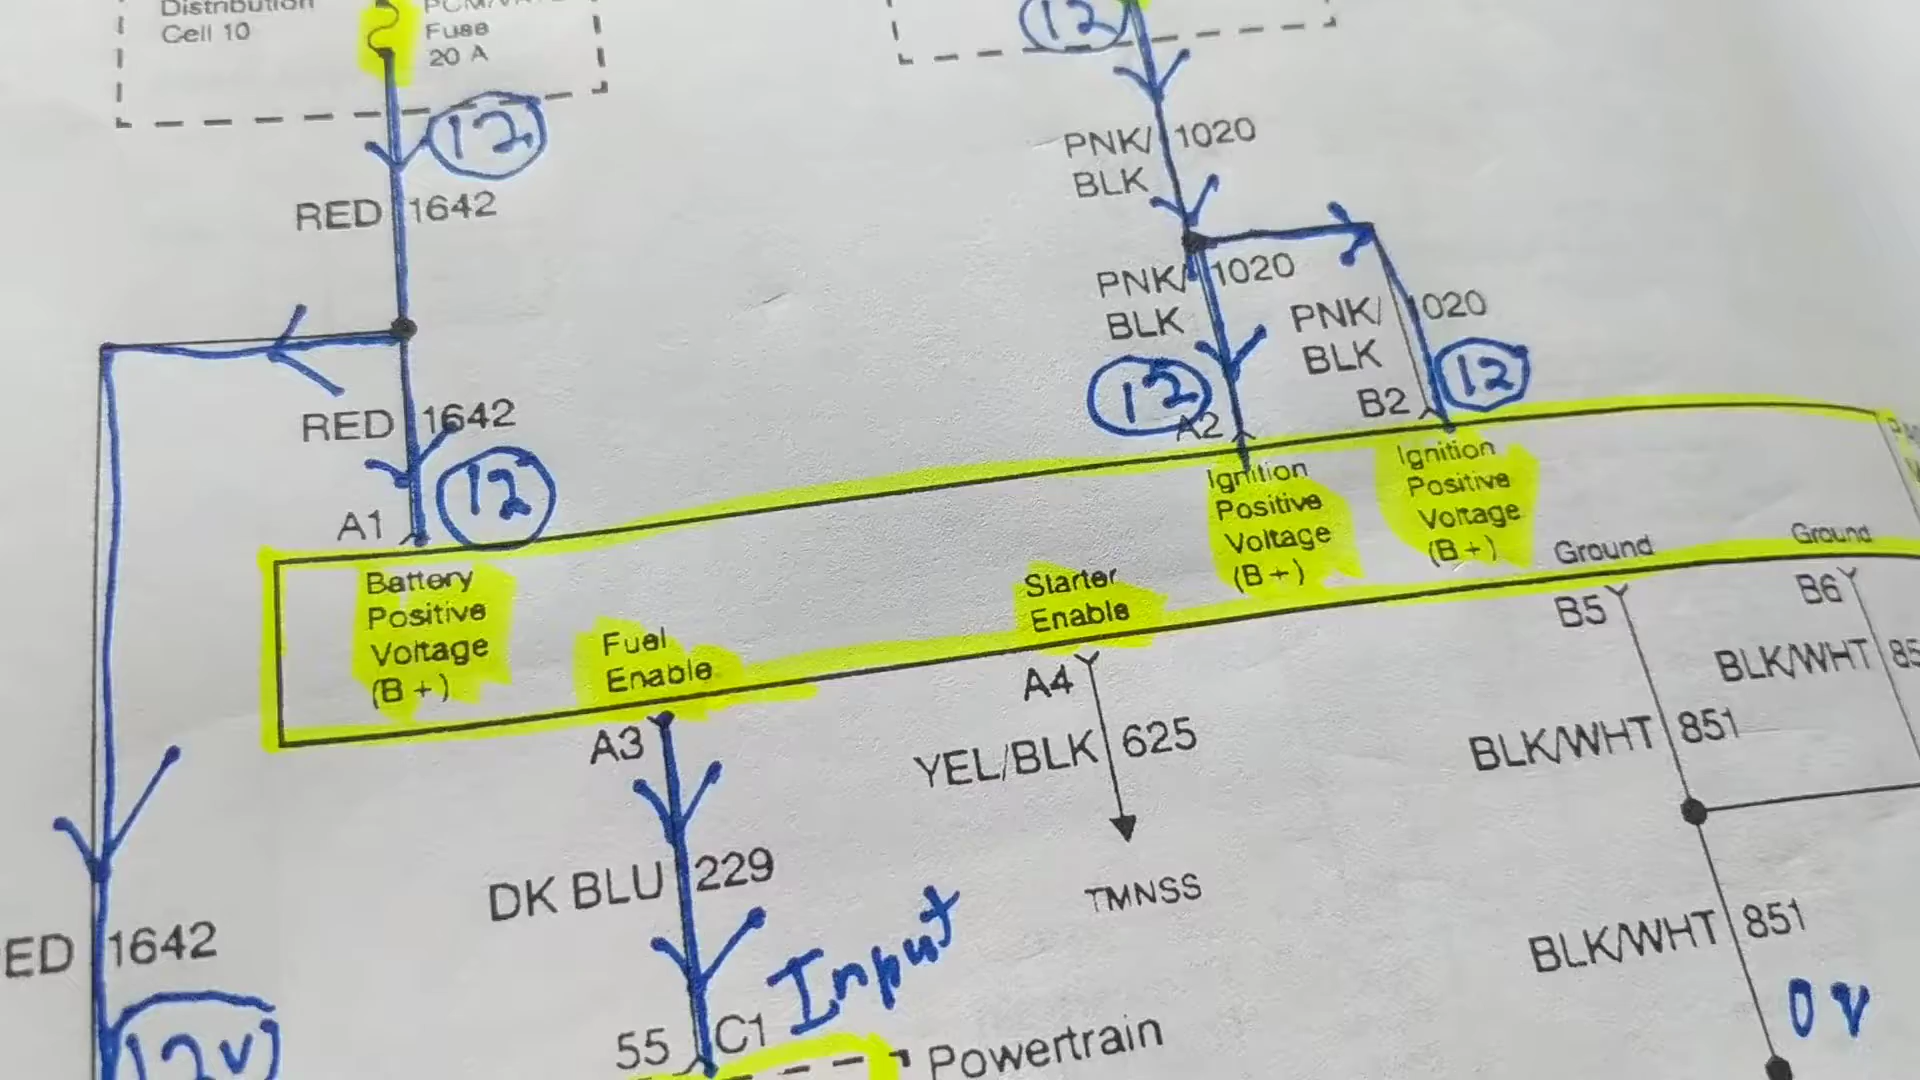 Distribution
Cell 10
Fuse
20 A
12
12
RED 1642
PNK/ 1020
BLK
PNK/ 1020
BLK
PNK/ 1020
BLK
RED 1642
12
12
12
A1
A2
B2
Battery
Positive
Voltage
(B +)
Fuel
Enable
Starter
Enable
Ignition
Positive
Voltage
(B +)
Ignition
Positive
Voltage
(B +)
Ground
Ground
A3
A4
B5
B6
DK BLU 229
YEL/BLK 625
TMNSS
BLK/WHT 851
BLK/WHT 85
BLK/WHT 851
0 V
ED 1642
12V
Input
55 C1
Powertrain